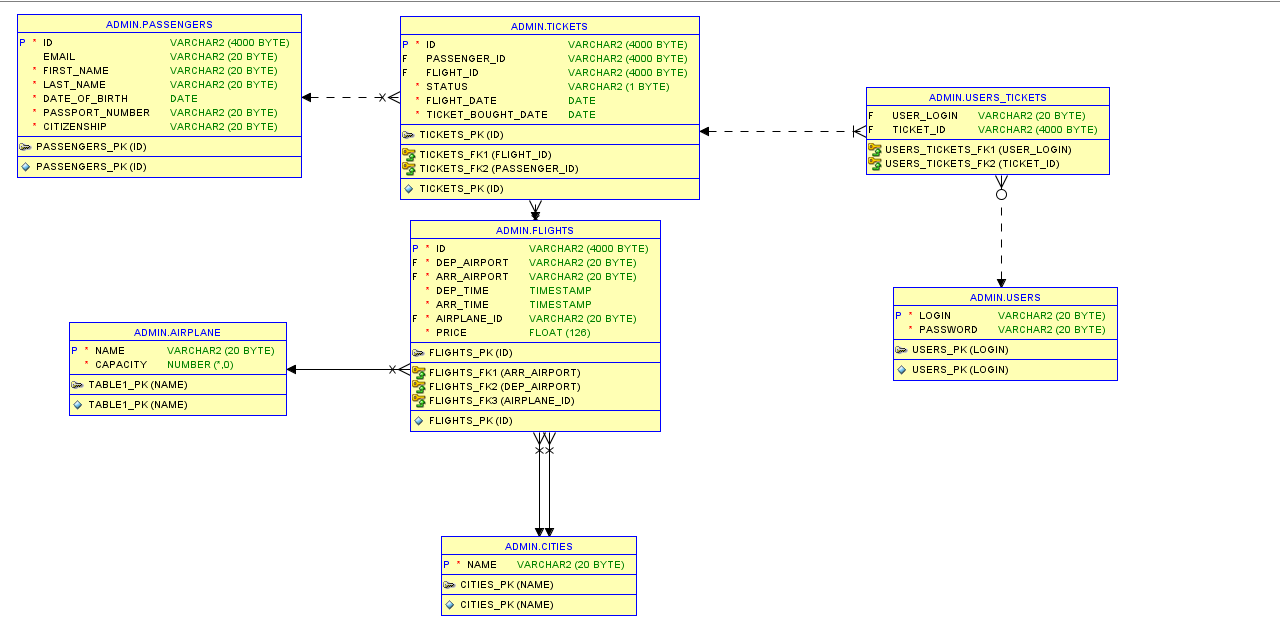 ADMIN.PASSENGERS
P * ID VARCHAR2 (4000 BYTE)
EMAIL VARCHAR2 (20 BYTE)
* FIRST_NAME VARCHAR2 (20 BYTE)
* LAST_NAME VARCHAR2 (20 BYTE)
* DATE_OF_BIRTH DATE
* PASSPORT_NUMBER VARCHAR2 (20 BYTE)
* CITIZENSHIP VARCHAR2 (20 BYTE)
PASSENGERS_PK (ID)
PASSENGERS_PK (ID)
ADMIN.TICKETS
P * ID VARCHAR2 (4000 BYTE)
F PASSENGER_ID VARCHAR2 (4000 BYTE)
F FLIGHT_ID VARCHAR2 (4000 BYTE)
* STATUS VARCHAR2 (1 BYTE)
* FLIGHT_DATE DATE
* TICKET_BOUGHT_DATE DATE
TICKETS_PK (ID)
TICKETS_FK1 (FLIGHT_ID)
TICKETS_FK2 (PASSENGER_ID)
TICKETS_PK (ID)
ADMIN.USERS_TICKETS
F USER_LOGIN VARCHAR2 (20 BYTE)
F TICKET_ID VARCHAR2 (4000 BYTE)
USERS_TICKETS_FK1 (USER_LOGIN)
USERS_TICKETS_FK2 (TICKET_ID)
ADMIN.FLIGHTS
P * ID VARCHAR2 (4000 BYTE)
F * DEP_AIRPORT VARCHAR2 (20 BYTE)
F * ARR_AIRPORT VARCHAR2 (20 BYTE)
* DEP_TIME TIMESTAMP
* ARR_TIME TIMESTAMP
F * AIRPLANE_ID VARCHAR2 (20 BYTE)
* PRICE FLOAT (126)
FLIGHTS_PK (ID)
FLIGHTS_FK1 (ARR_AIRPORT)
FLIGHTS_FK2 (DEP_AIRPORT)
FLIGHTS_FK3 (AIRPLANE_ID)
FLIGHTS_PK (ID)
ADMIN.USERS
P * LOGIN VARCHAR2 (20 BYTE)
* PASSWORD VARCHAR2 (20 BYTE)
USERS_PK (LOGIN)
USERS_PK (LOGIN)
ADMIN.AIRPLANE
P * NAME VARCHAR2 (20 BYTE)
* CAPACITY NUMBER (*,0)
TABLE1_PK (NAME)
TABLE1_PK (NAME)
ADMIN.CITIES
P * NAME VARCHAR2 (20 BYTE)
CITIES_PK (NAME)
CITIES_PK (NAME)